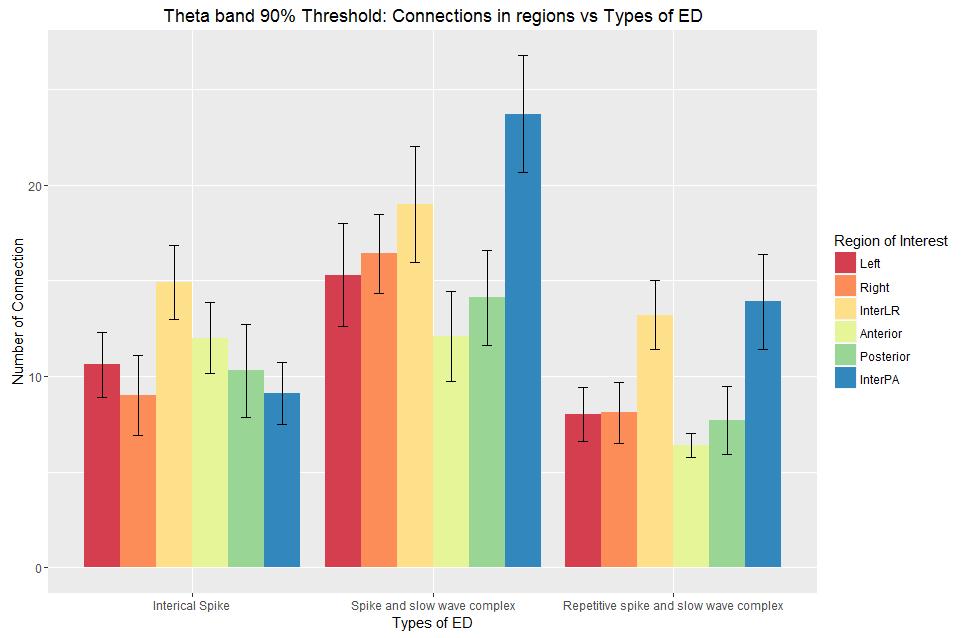 Theta band 90% Threshold: Connections in regions vs Types of ED
Number of Connection
20
10
0
Interical Spike
Spike and slow wave complex
Repetitive spike and slow wave complex
Types of ED
Region of Interest
Left
Right
InterLR
Anterior
Posterior
InterPA